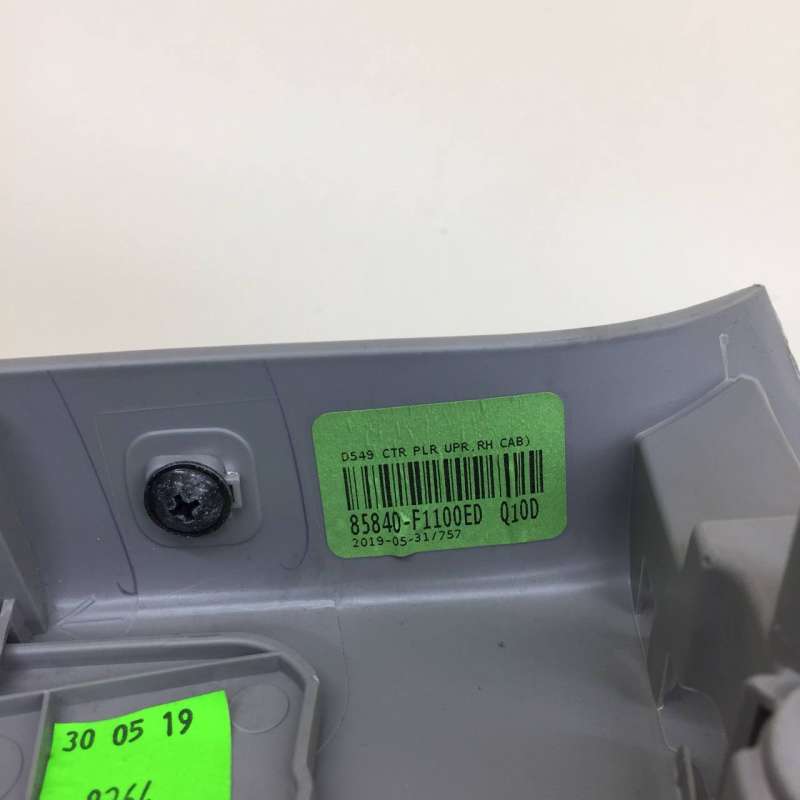 D549 CTR PLR UPR,RH CAB)
85840-F1100ED Q10D
2019-05-31/757
30 05 19